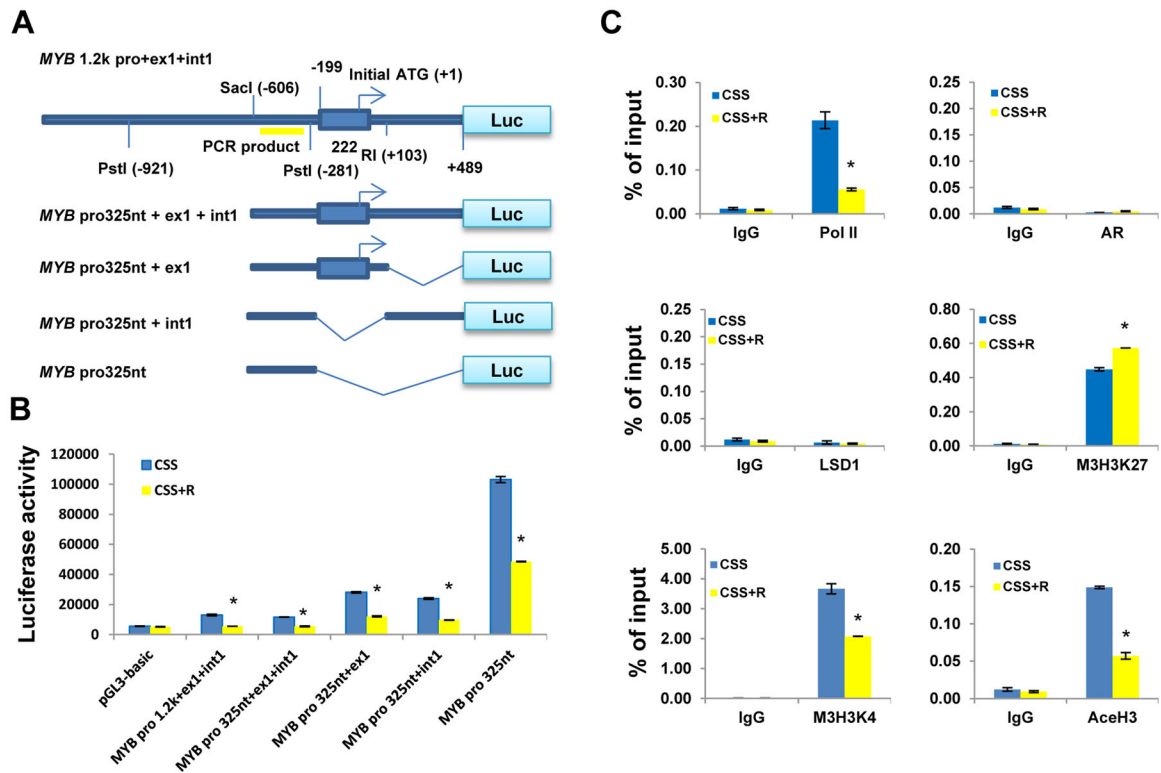 A
MYB 1.2k pro+ex1+int1
-199
Initial ATG (+1)
SacI (-606)
Luc
PCR product
222
RI (+103)
+489
PstI (-921)
PstI (-281)
MYB pro325nt + ex1 + int1
Luc
MYB pro325nt + ex1
Luc
MYB pro325nt + int1
Luc
MYB pro325nt
Luc
B
Luciferase activity
120000
100000
80000
60000
40000
20000
0
CSS
CSS+R
*
*
*
*
*
pGL3-basic
MYB pro 1.2k+ex1+int1
MYB pro 325nt+ex1+int1
MYB pro 325nt+ex1
MYB pro 325nt+int1
MYB pro 325nt
C
% of input
0.30
0.20
0.10
0.00
CSS
CSS+R
*
IgG
Pol II
0.25
0.20
0.15
0.10
0.05
0.00
CSS
CSS+R
IgG
AR
% of input
0.25
0.20
0.15
0.10
0.05
0.00
CSS
CSS+R
IgG
LSD1
0.80
0.60
0.40
0.20
0.00
CSS
CSS+R
*
IgG
M3H3K27
% of input
5.00
4.00
3.00
2.00
1.00
0.00
CSS
CSS+R
*
IgG
M3H3K4
0.20
0.15
0.10
0.05
0.00
CSS
CSS+R
*
IgG
AceH3